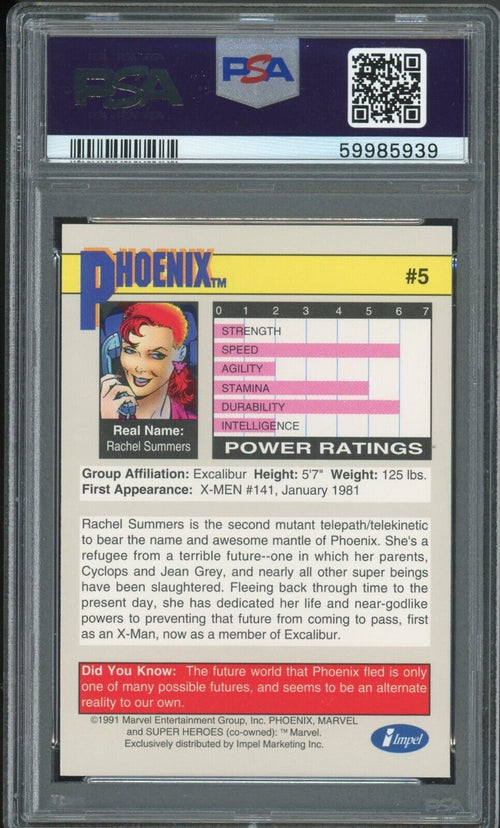 PSA
PSA
59985939
PHOENIX™
#5
0 1 2 3 4 5 6 7
STRENGTH
SPEED
AGILITY
STAMINA
DURABILITY
INTELLIGENCE
POWER RATINGS
Real Name:
Rachel Summers
Group Affiliation: Excalibur Height: 5'7" Weight: 125 lbs.
First Appearance: X-MEN #141, January 1981
Rachel Summers is the second mutant telepath/telekinetic
to bear the name and awesome mantle of Phoenix. She's a
refugee from a terrible future--one in which her parents,
Cyclops and Jean Grey, and nearly all other super beings
have been slaughtered. Fleeing back through time to the
present day, she has dedicated her life and near-godlike
powers to preventing that future from coming to pass, first
as an X-Man, now as a member of Excalibur.
Did You Know: The future world that Phoenix fled is only
one of many possible futures, and seems to be an alternate
reality to our own.
©1991 Marvel Entertainment Group, Inc. PHOENIX, MARVEL
and SUPER HEROES (co-owned): ™ Marvel.
Exclusively distributed by Impel Marketing Inc.
Impel
PSA